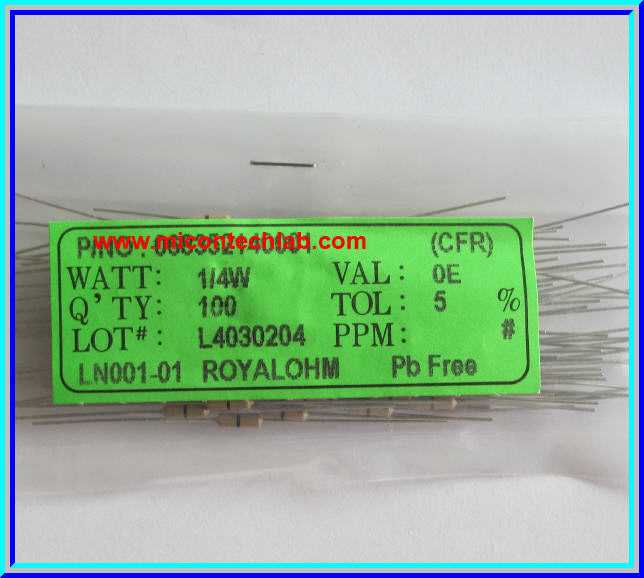 www.micontechlab.com
P/NO : (CFR)
WATT: 1/4W VAL: 0E
Q'TY: 100 TOL: 5 %
LOT#: L4030204 PPM: #
LN001-01 ROYALOHM Pb Free